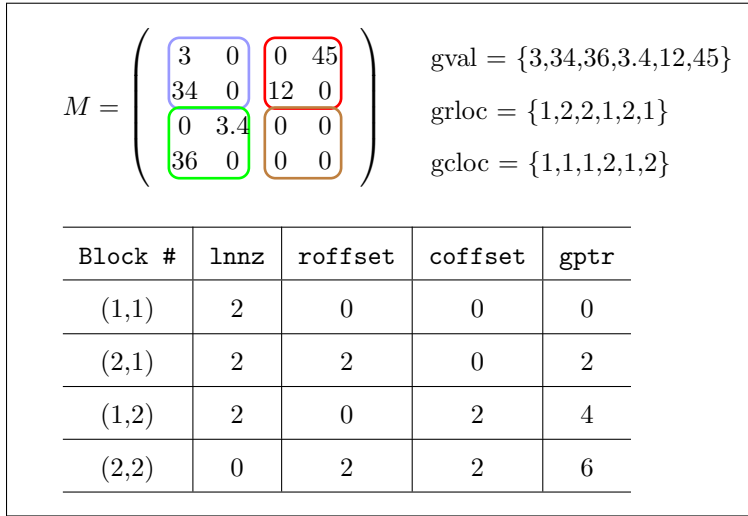 3 0 0 45
34 0 12 0
M =
0 3.4 0 0
36 0 0 0
gval = {3,34,36,3.4,12,45}
grloc = {1,2,2,1,2,1}
gcloc = {1,1,1,2,1,2}
Block # lnnz roffset coffset gptr
(1,1) 2 0 0 0
(2,1) 2 2 0 2
(1,2) 2 0 2 4
(2,2) 0 2 2 6